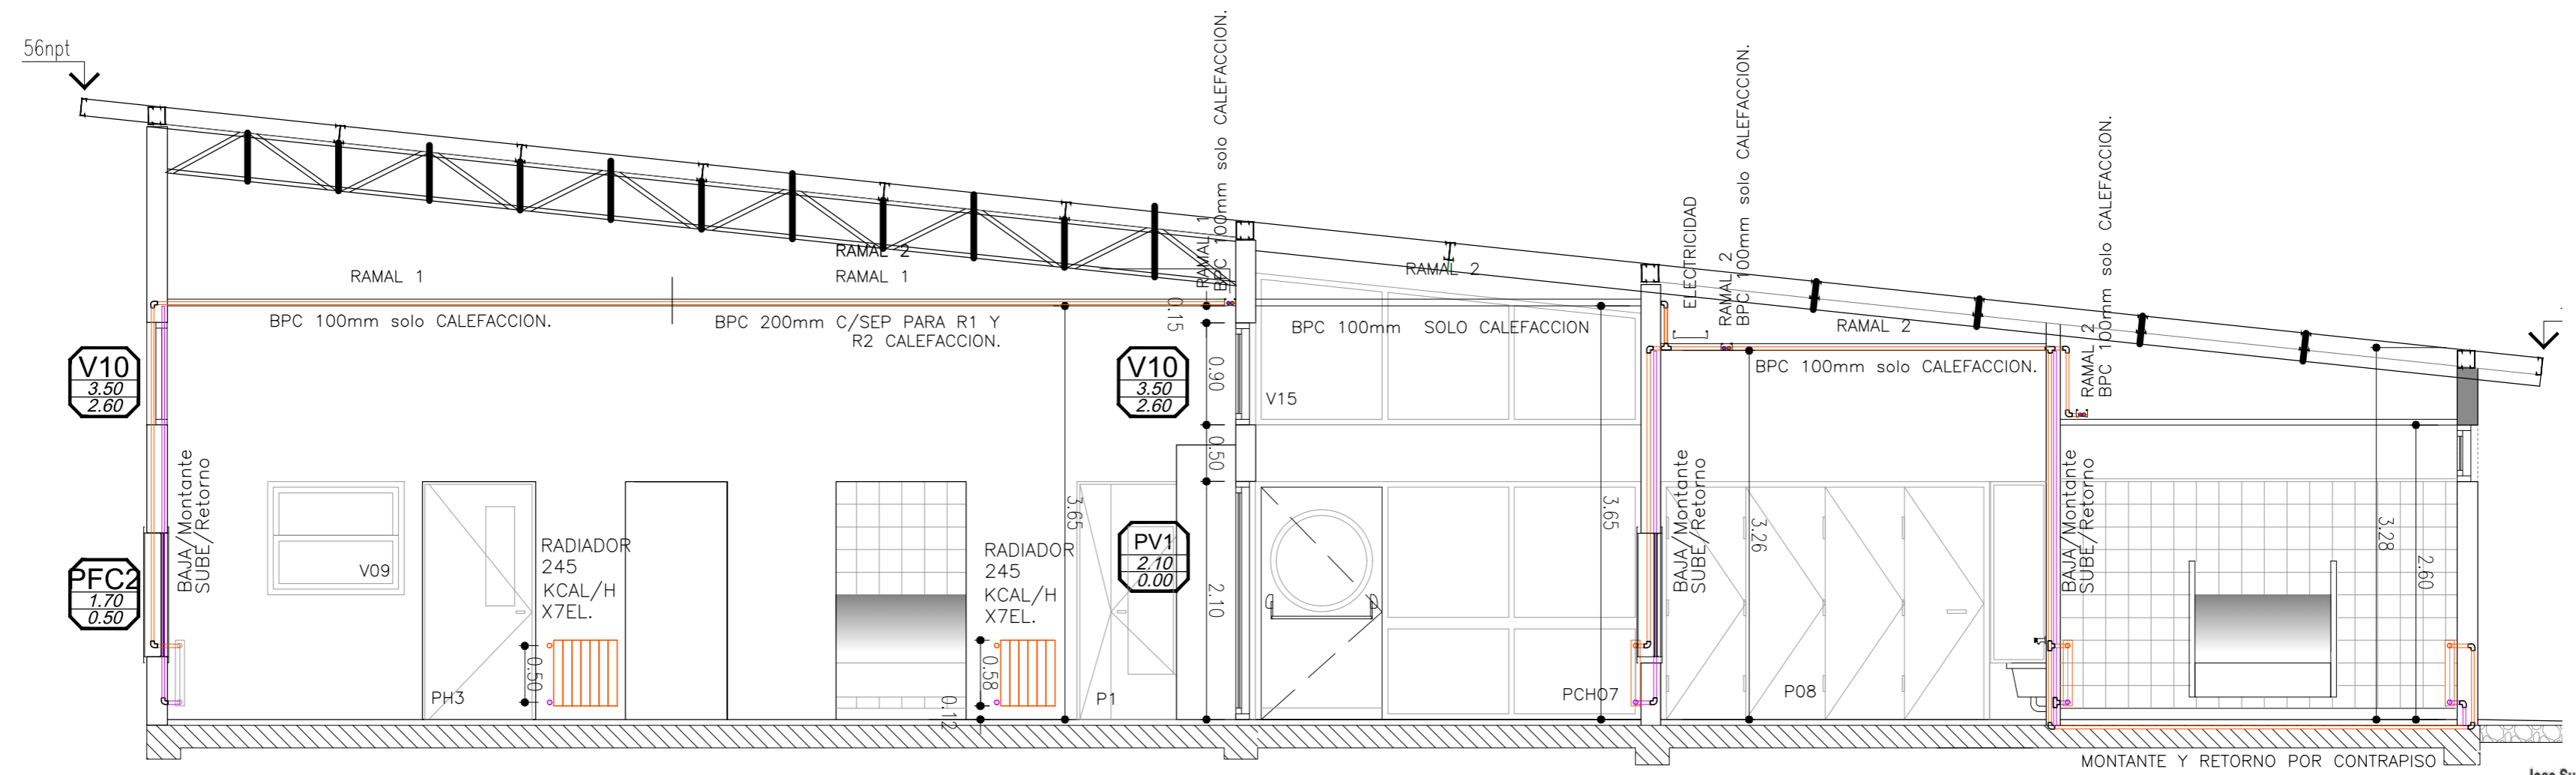 56npt
RAMAL 1
BPC 100mm solo CALEFACCION.
ELECTRICIDAD
RAMAL 2
BPC 100mm solo CALEFACCION.
RAMAL 2
BPC 100mm solo CALEFACCION.
RAMAL 1
RAMAL 2
RAMAL 1
RAMAL 2
RAMAL 2
BPC 100mm solo CALEFACCION.
BPC 200mm C/SEP PARA R1 Y
R2 CALEFACCION.
BPC 100mm SOLO CALEFACCION
BPC 100mm solo CALEFACCION.
0.15
V10
3.50
2.60
V10
3.50
2.60
0.90
V15
0.50
BAJA/Montante
SUBE/Retorno
BAJA/Montante
SUBE/Retorno
BAJA/Montante
SUBE/Retorno
3.65
3.65
3.26
3.28
2.60
PFC2
1.70
0.50
V09
RADIADOR
245
KCAL/H
X7EL.
RADIADOR
245
KCAL/H
X7EL.
PV1
2.10
0.00
2.10
PH3
0.50
0.58
0.12
P1
PCH07
P08
MONTANTE Y RETORNO POR CONTRAPISO